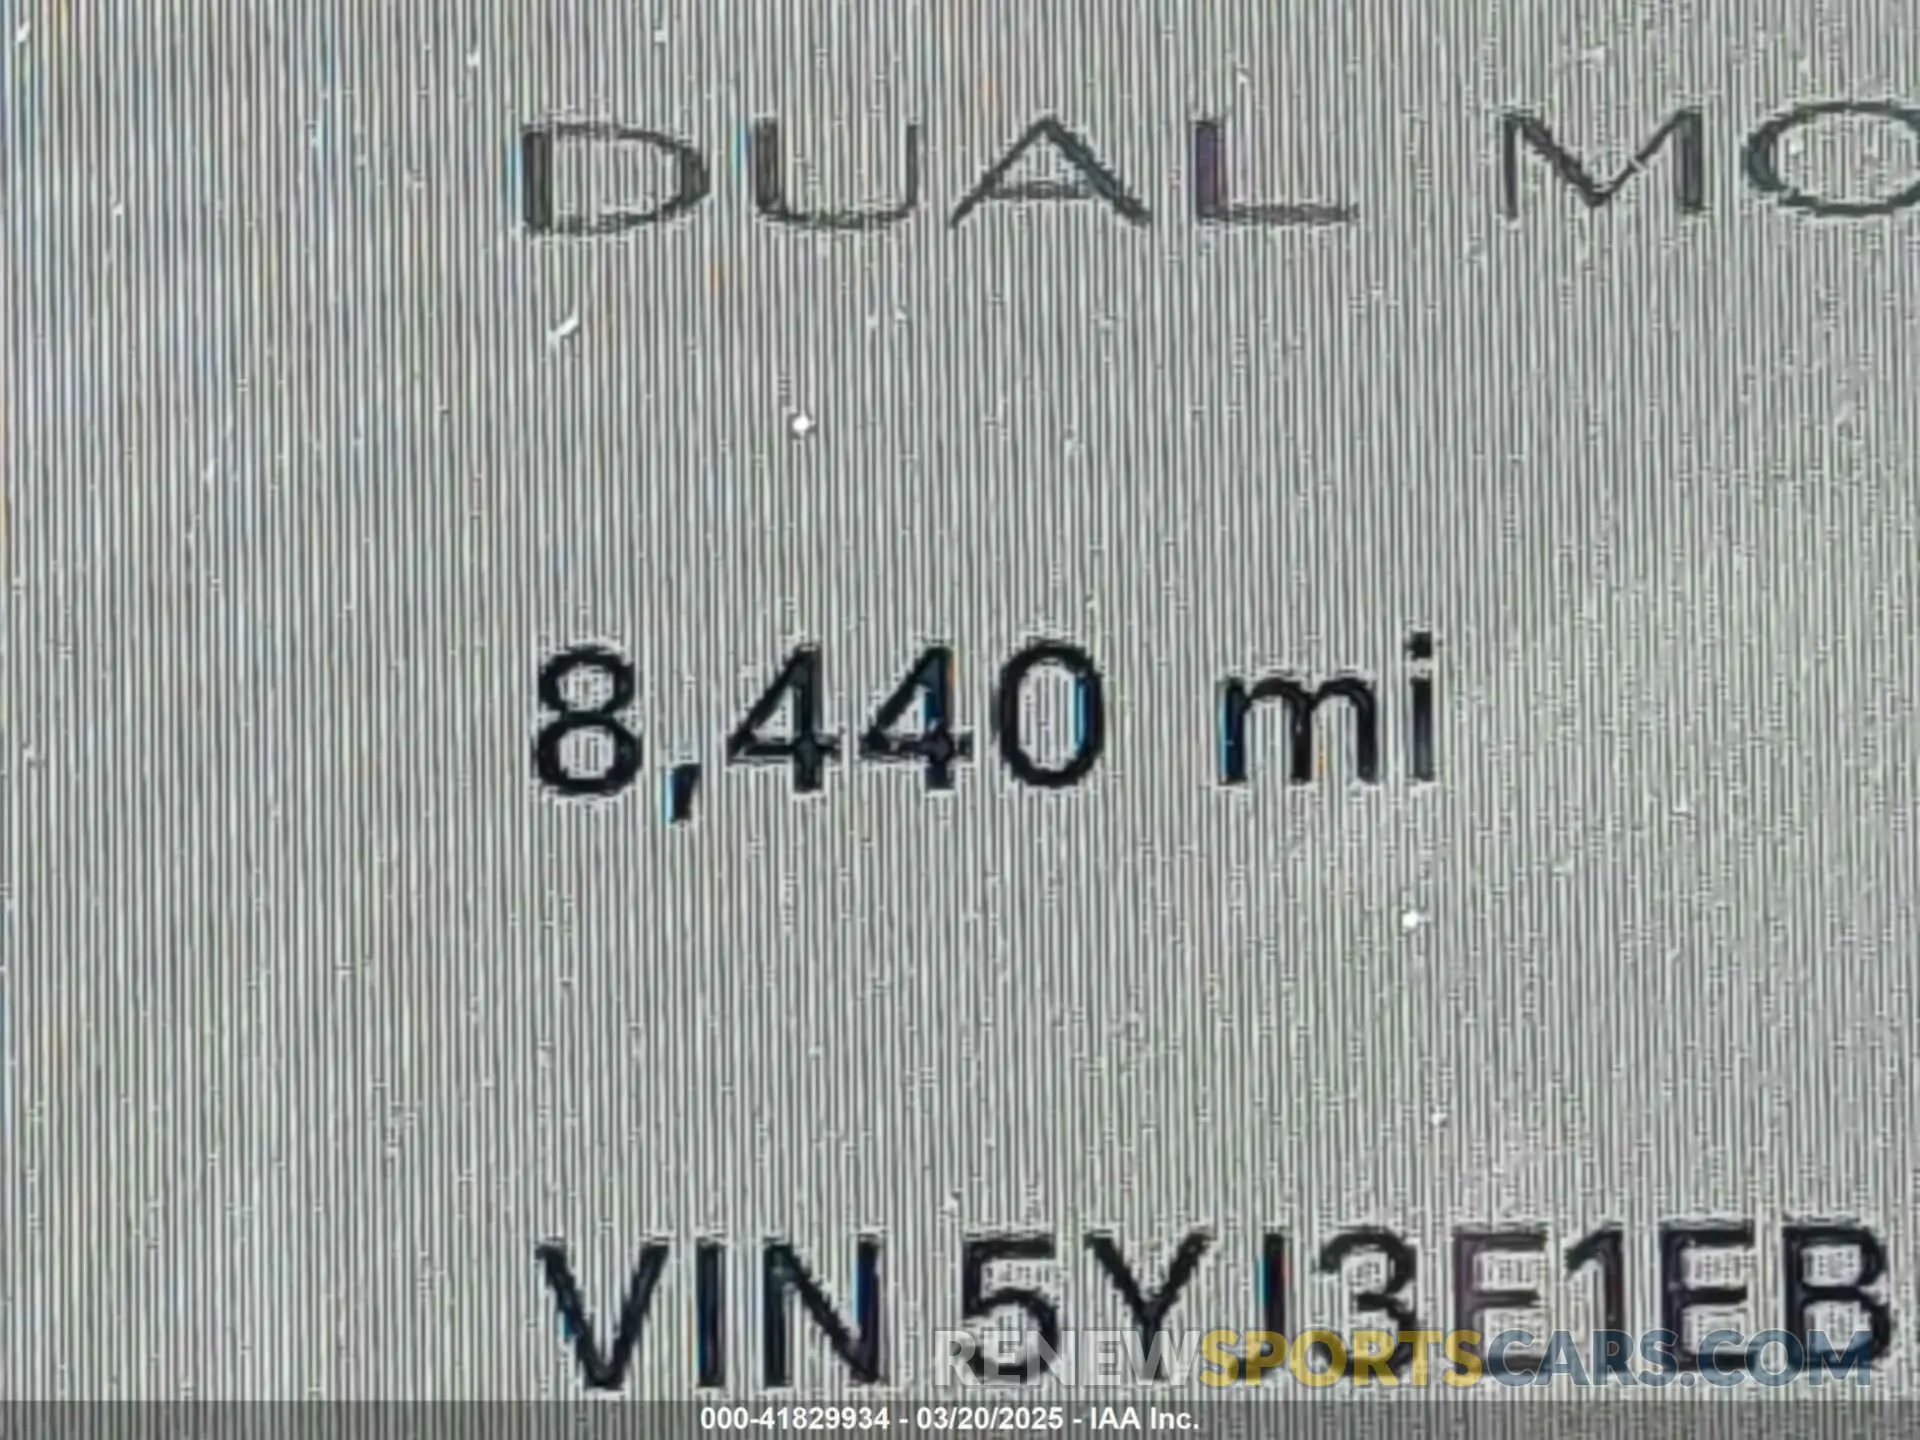 DUAL MO
8,440 mi
VIN 5YJ3E1EB
RENEWSPORTSCARS.COM
000-41829934 - 03/20/2025 - IAA Inc.